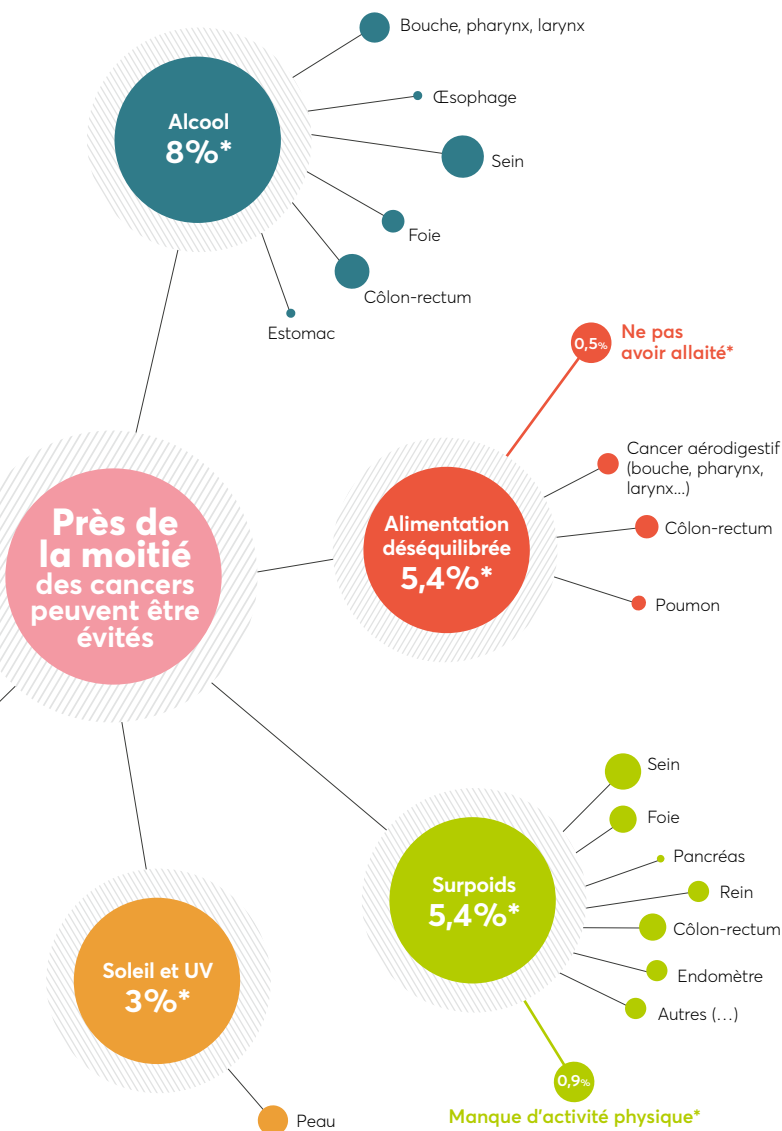 Bouche, pharynx, larynx
Œsophage
Alcool
8%*
Sein
Foie
Côlon-rectum
Estomac
0,5%
Ne pas
avoir allaité*
Cancer aérodigestif
(bouche, pharynx,
larynx...)
Alimentation
déséquilibrée
5,4%*
Côlon-rectum
Poumon
Près de
la moitié
des cancers
peuvent être
évités
Sein
Foie
Pancréas
Surpoids
5,4%*
Rein
Côlon-rectum
Endomètre
Autres (...)
Soleil et UV
3%*
0,9%
Manque d'activité physique*
Peau